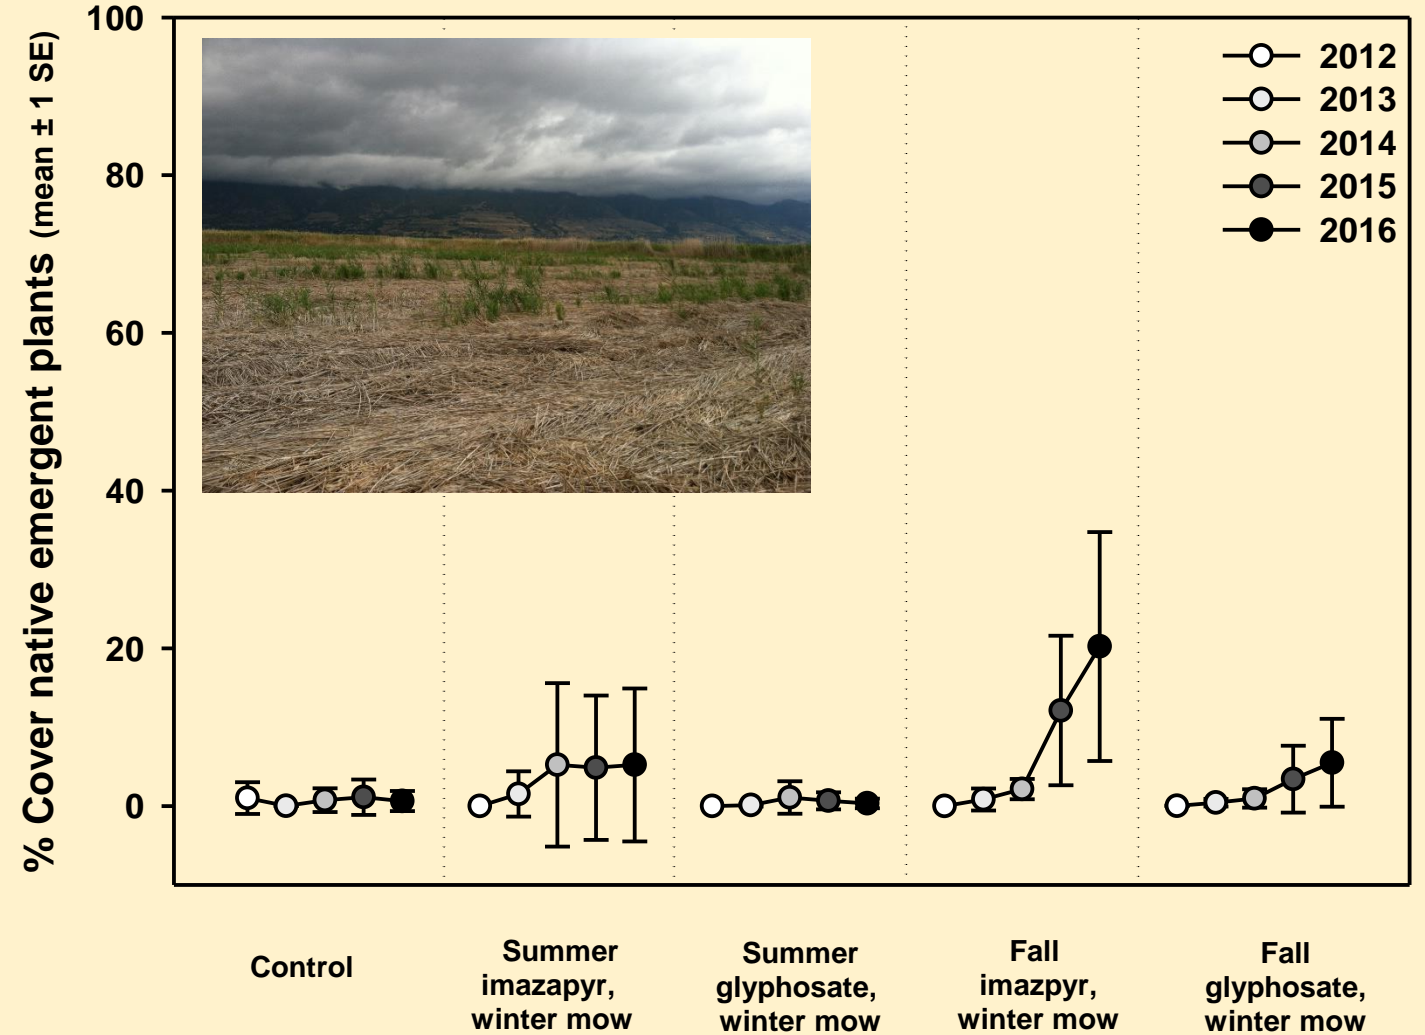 % Cover native emergent plants (mean ± 1 SE)
100
80
60
40
20
0
2012
2013
2014
2015
2016
Control
Summer
imazapyr,
winter mow
Summer
glyphosate,
winter mow
Fall
imazpyr,
winter mow
Fall
glyphosate,
winter mow